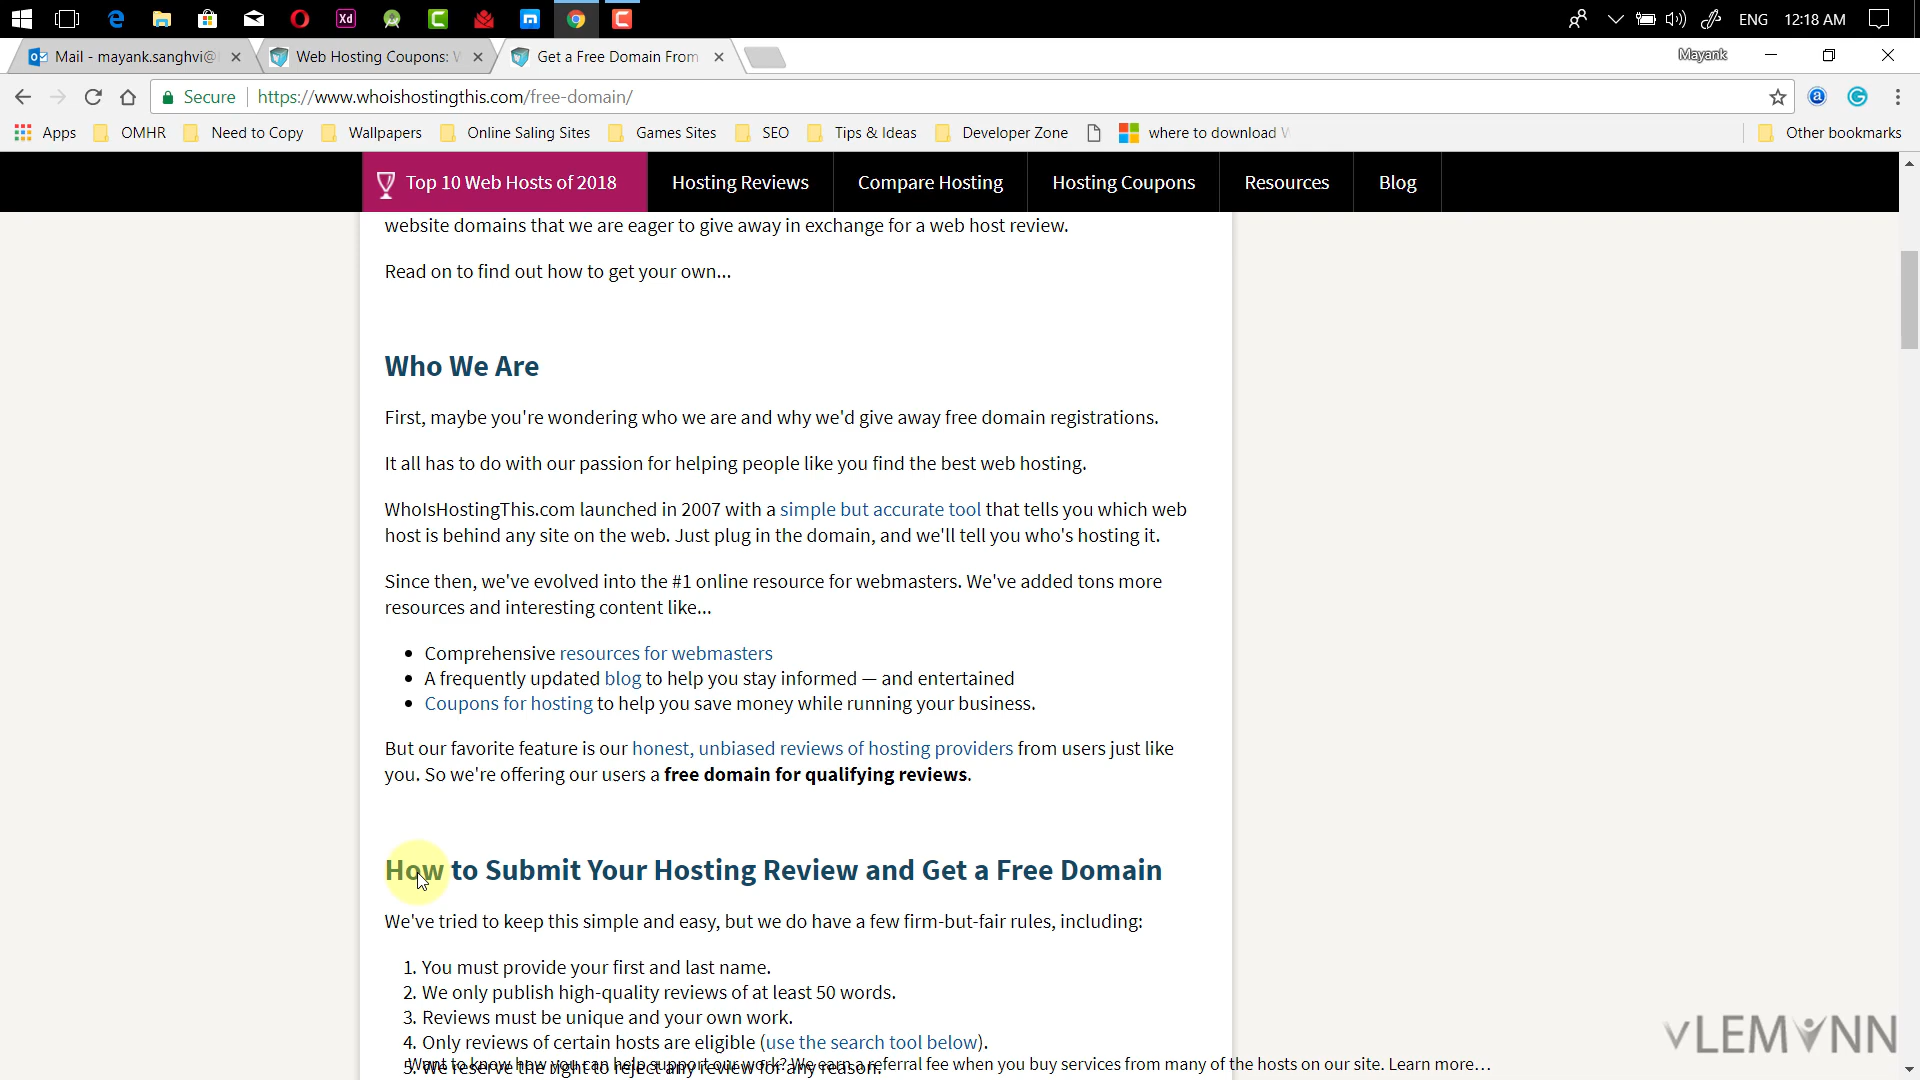 Xd
ENG
12:18 AM
Mail - mayank.sanghvi@
Web Hosting Coupons: W
Get a Free Domain From
Mayank
Secure
https://www.whoishostingthis.com/free-domain/
Apps
OMHR
Need to Copy
Wallpapers
Online Saling Sites
Games Sites
SEO
Tips & Ideas
Developer Zone
where to download W
Other bookmarks
Top 10 Web Hosts of 2018
Hosting Reviews
Compare Hosting
Hosting Coupons
Resources
Blog
website domains that we are eager to give away in exchange for a web host review.
Read on to find out how to get your own...
Who We Are
First, maybe you're wondering who we are and why we'd give away free domain registrations.
It all has to do with our passion for helping people like you find the best web hosting.
WhoIsHostingThis.com launched in 2007 with a simple but accurate tool that tells you which web
host is behind any site on the web. Just plug in the domain, and we'll tell you who's hosting it.
Since then, we've evolved into the #1 online resource for webmasters. We've added tons more
resources and interesting content like...
• Comprehensive resources for webmasters
• A frequently updated blog to help you stay informed — and entertained
• Coupons for hosting to help you save money while running your business.
But our favorite feature is our honest, unbiased reviews of hosting providers from users just like
you. So we're offering our users a free domain for qualifying reviews.
How to Submit Your Hosting Review and Get a Free Domain
We've tried to keep this simple and easy, but we do have a few firm-but-fair rules, including:
1. You must provide your first and last name.
2. We only publish high-quality reviews of at least 50 words.
3. Reviews must be unique and your own work.
4. Only reviews of certain hosts are eligible (use the search tool below).
5. We reserve the right to reject any review for any reason.
Want to know how you can help support our work? We earn a referral fee when you buy services from many of the hosts on our site. Learn more...
vLEMONN